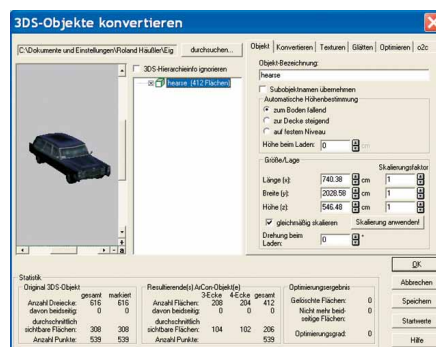 3DS-Objekte konvertieren
C:\Dokumente und Einstellungen\Roland Häußler\Eig
durchsuchen...
3DS-Hierarchieinfo ignorieren
hearse (412 Flächen)
Objekt Konvertieren Texturen Glätten Optimieren o2c
Objekt-Bezeichnung:
hearse
Subobjektnamen übernehmen
Automatische Höhenbestimmung
zum Boden fallend
zur Decke steigend
auf festem Niveau
Höhe beim Laden: 0 cm
Größe/Lage
Skalierungsfaktor
Länge (x): 740.38 cm 1
Breite (y): 2028.58 cm 1
Höhe (z): 546.48 cm 1
gleichmäßig skalieren Skalierung anwenden!
Drehung beim Laden: 0 °
Statistik
Original 3DS-Objekt
gesamt markiert
Anzahl Dreiecke: 616 616
davon beidseitig: 0 0
durchschnittlich
sichtbare Flächen: 308 308
Anzahl Punkte: 539 539
Resultierende(s) ArCon-Objekt(e)
3-Ecke 4-Ecke gesamt
Anzahl Flächen: 208 204 412
davon beidseitig: 0 0 0
durchschnittlich
sichtbare Flächen: 104 102 206
Anzahl Punkte: 539
Optimierungsergebnis
Gelöschte Flächen: 0
Nicht mehr beid-
seitige Flächen: 0
Optimierungsgrad: 0
OK
Abbrechen
Speichern
Startwerte
Hilfe